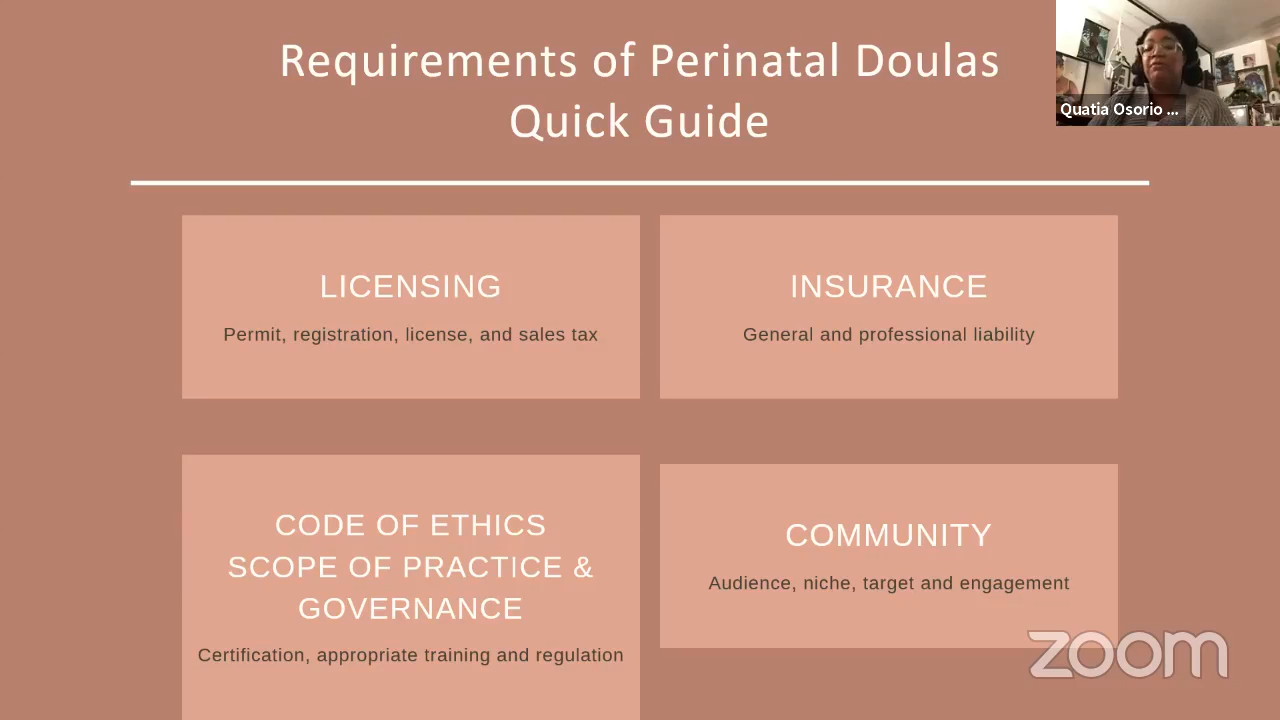 Requirements of Perinatal Doulas
Quick Guide
Quatia Osorio ...
LICENSING
Permit, registration, license, and sales tax
INSURANCE
General and professional liability
CODE OF ETHICS
SCOPE OF PRACTICE &
GOVERNANCE
Certification, appropriate training and regulation
COMMUNITY
Audience, niche, target and engagement
zoom